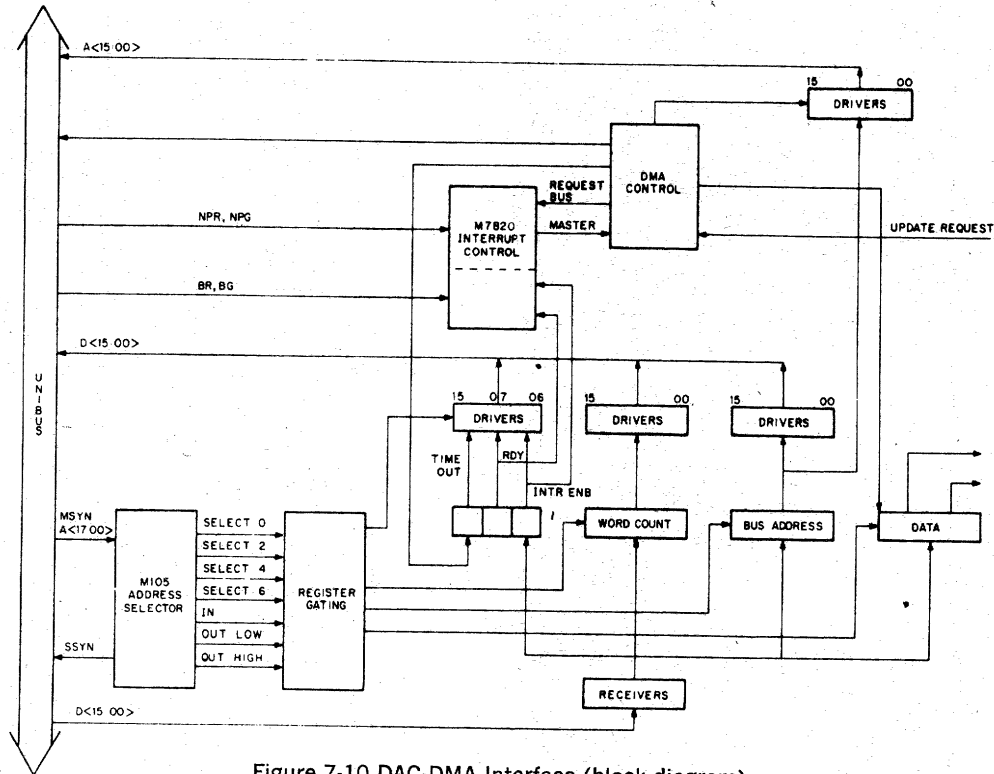 A<15:00>
15 00
DRIVERS
DMA
CONTROL
REQUEST
BUS
MASTER
UPDATE REQUEST
NPR, NPG
M7820
INTERRUPT
CONTROL
BR, BG
D<15:00>
UNIBUS
15 07 06
DRIVERS
15 00
DRIVERS
15 00
DRIVERS
TIME
OUT
RDY
INTR ENB
MSYN
A<17:00>
SELECT 0
SELECT 2
SELECT 4
SELECT 6
IN
OUT LOW
OUT HIGH
M105
ADDRESS
SELECTOR
REGISTER
GATING
WORD COUNT
BUS ADDRESS
DATA
SSYN
RECEIVERS
D<15:00>
Figure 7-10 DAC-DMA Interface (block diagram)